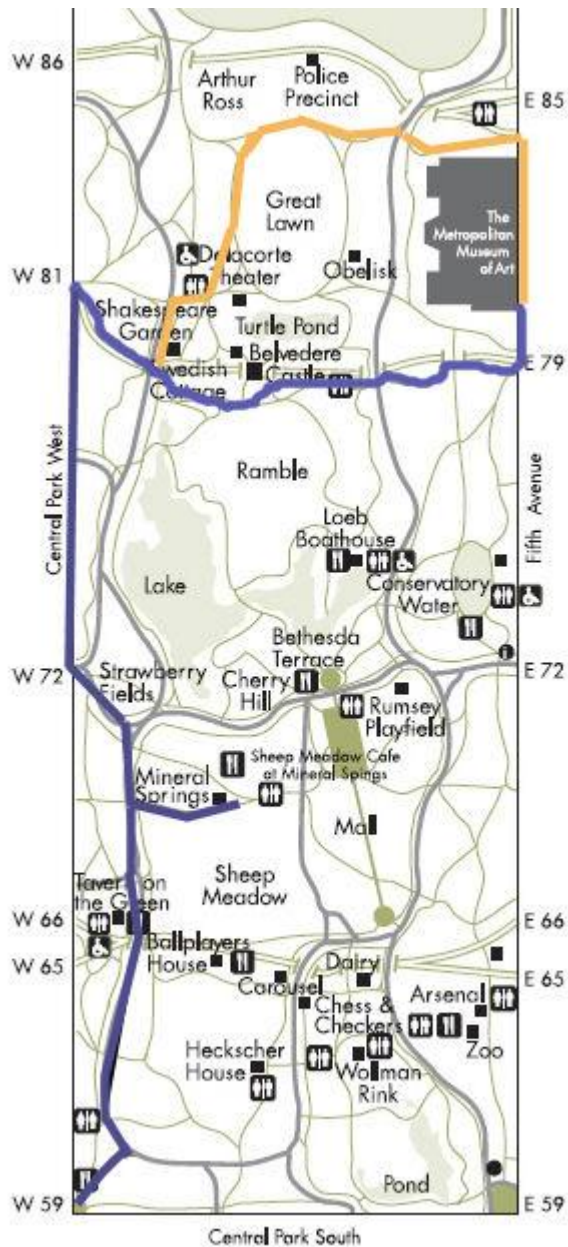 W 86
Police
Precinct
Arthur
Ross
E 85
Great
Lawn
The
Metropolitan
Museum
of Art
Delacorte
Theater
Obelisk
W 81
Shakespeare
Garden
Turtle Pond
Belvedere
Castle
Swedish
Cottage
E 79
Ramble
Central Park West
Fifth Avenue
Loeb
Boathouse
Conservatory
Water
Lake
Bethesda
Terrace
W 72
Strawberry
Fields
Cherry
Hill
E 72
Rumsey
Playfield
Sheep Meadow Cafe
at Mineral Spings
Mineral
Springs
Mall
Sheep
Meadow
Tavern on
the Green
W 66
E 66
Ballplayers
House
W 65
Dairy
E 65
Carousel
Chess &
Checkers
Arsenal
Zoo
Heckscher
House
Wollman
Rink
Pond
W 59
E 59
Central Park South